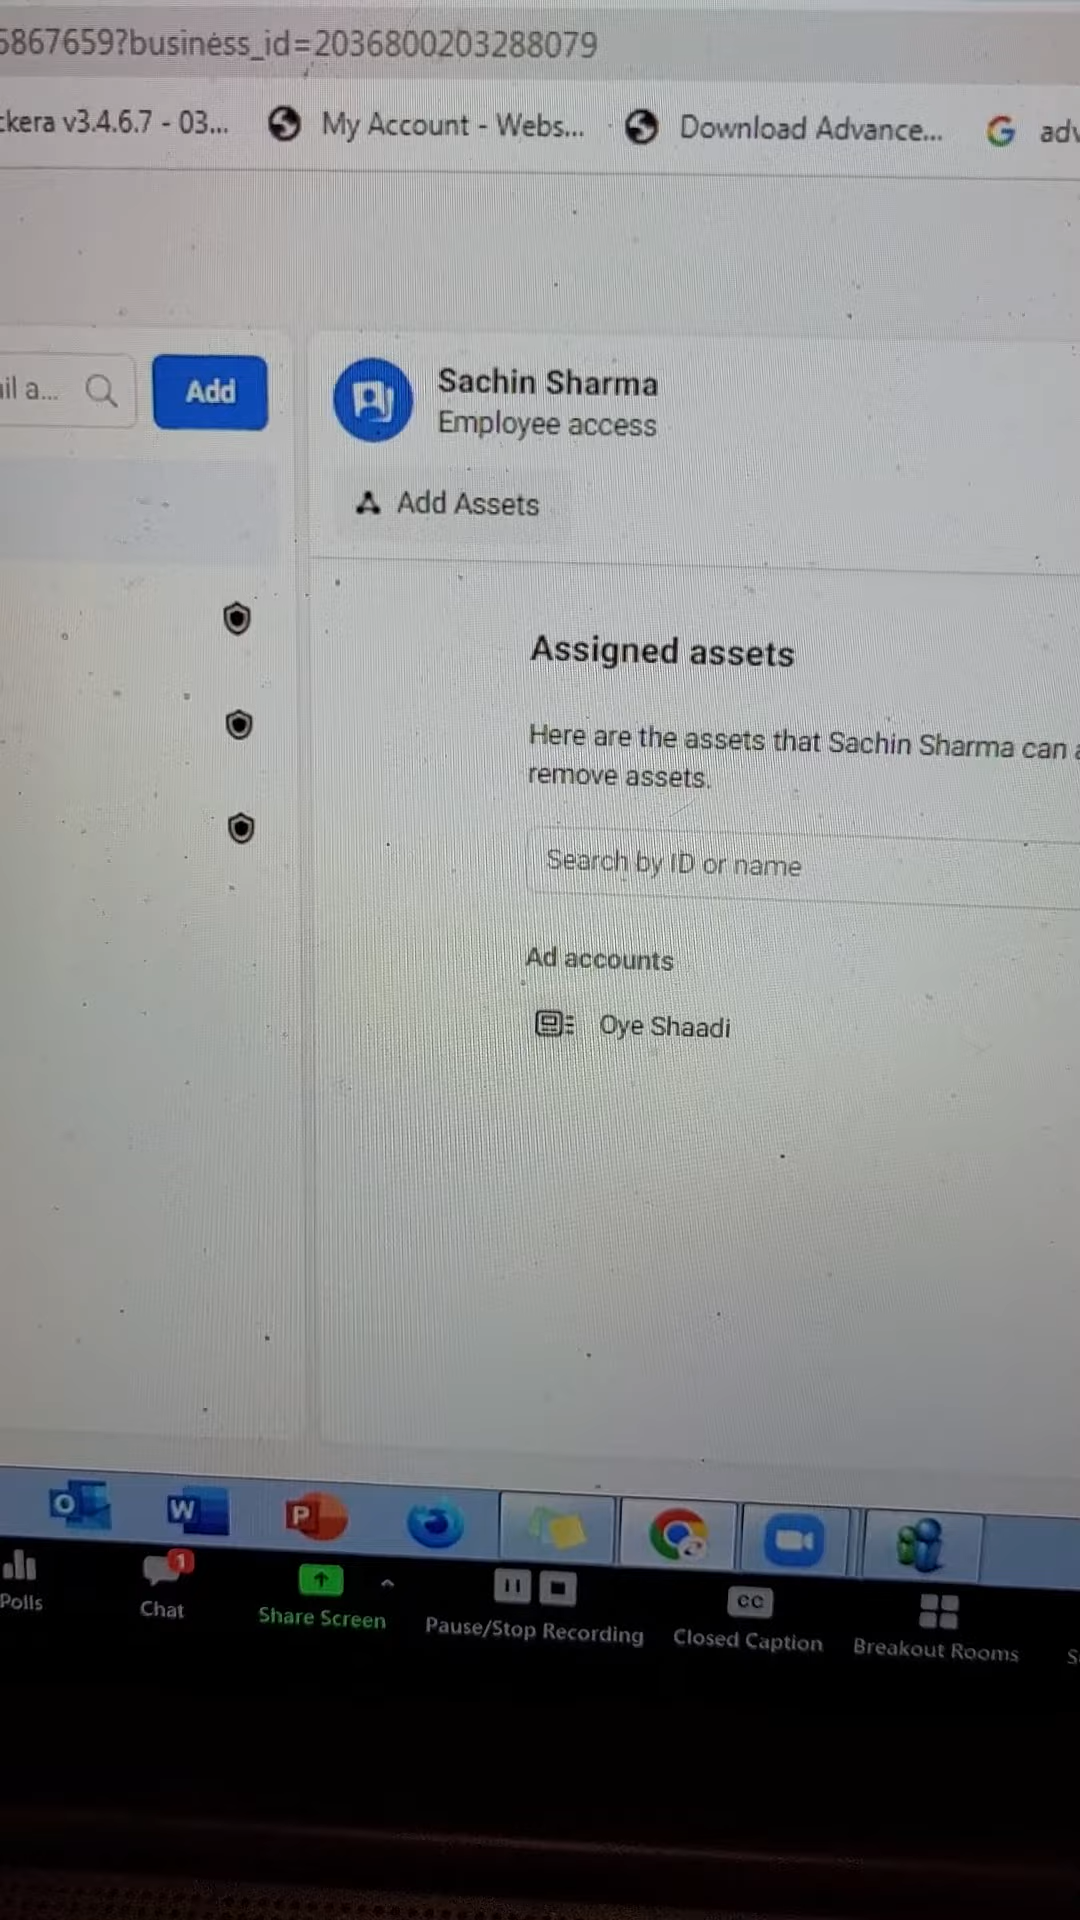 5867659?business_id=2036800203288079
ckera v3.4.6.7 - 03...
My Account - Webs...
Download Advance...
adv
il a...
Add
Sachin Sharma
Employee access
Add Assets
Assigned assets
Here are the assets that Sachin Sharma can a
remove assets.
Search by ID or name
Ad accounts
Oye Shaadi
Polls
Chat
1
Share Screen
Pause/Stop Recording
CC
Closed Caption
Breakout Rooms